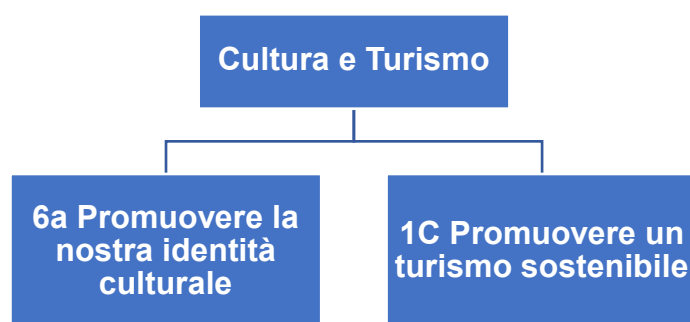 Cultura e Turismo
6a Promuovere la
nostra identità
culturale
1C Promuovere un
turismo sostenibile